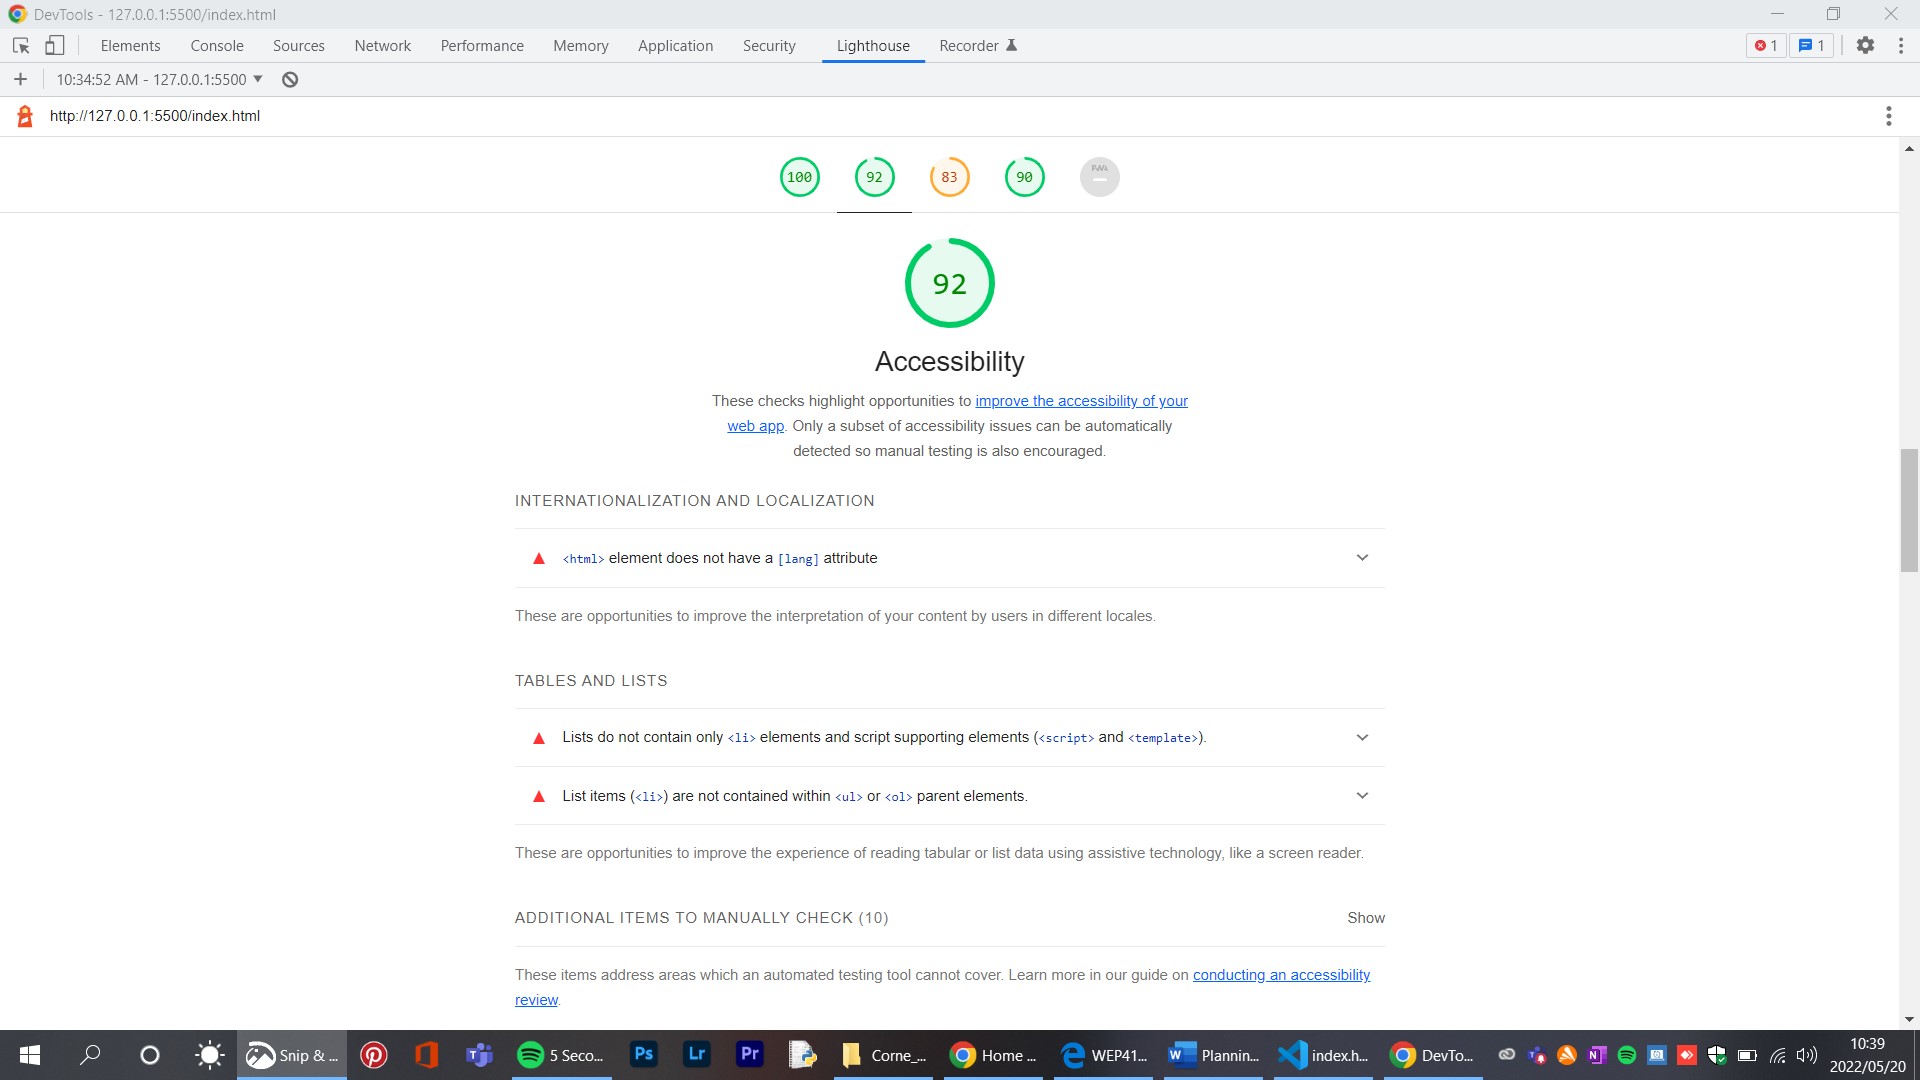 DevTools - 127.0.0.1:5500/index.html
Elements Console Sources Network Performance Memory Application Security Lighthouse Recorder 1 1
10:34:52 AM - 127.0.0.1:5500
http://127.0.0.1:5500/index.html
100 92 83 90 PWA
92
Accessibility
These checks highlight opportunities to improve the accessibility of your
web app. Only a subset of accessibility issues can be automatically
detected so manual testing is also encouraged.
INTERNATIONALIZATION AND LOCALIZATION
<html> element does not have a [lang] attribute
These are opportunities to improve the interpretation of your content by users in different locales.
TABLES AND LISTS
Lists do not contain only <li> elements and script supporting elements (<script> and <template>).
List items (<li>) are not contained within <ul> or <ol> parent elements.
These are opportunities to improve the experience of reading tabular or list data using assistive technology, like a screen reader.
ADDITIONAL ITEMS TO MANUALLY CHECK (10) Show
These items address areas which an automated testing tool cannot cover. Learn more in our guide on conducting an accessibility
review.
Snip & ... 5 Seco... Ps Lr Pr Corne_... Home ... WEP41... Plannin... index.h... DevTo... 10:39
2022/05/20